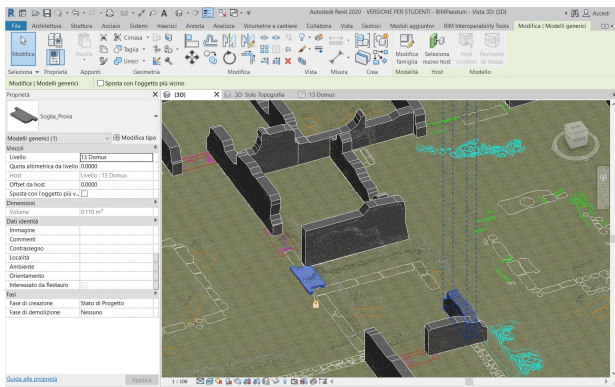 Autodesk Revit 2020 - VERSIONE PER STUDENTI - BIMPaestum - Vista 3D: {3D}
Accedi
File Architettura Struttura Acciaio Sistemi Inserisci Annota Analizza Volumetrie e cantiere Collabora Vista Gestisci Moduli aggiuntivi BIM Interoperability Tools Modifica | Modelli generici
Modifica
Incolla
Cimasa
Taglia
Unisci
Modifica famiglia
Seleziona nuovo host
Host correlati
Rientranti di massa
Seleziona Proprietà Appunti Geometria Modifica Vista Misura Crea Modalità Host Modello
Modifica | Modelli generici Sposta con l'oggetto più vicino
Proprietà
{3D} 3D Solo Topografia 13 Domus
Soglia_Prova
Modelli generici (1) Modifica tipo
Vincoli
Livello 13 Domus
Quota altimetrica da livello 0.0000
Host Livello : 13 Domus
Offset da host 0.0000
Sposta con l'oggetto più v...
Dimensioni
Volume 0.110 m³
Dati identità
Immagine
Commenti
Contrassegno
Località
Ambiente
Orientamento
Interessato da Restauro
Fasi
Fase di creazione Stato di Progetto
Fase di demolizione Nessuno
Guida alle proprietà Applica
1 : 100